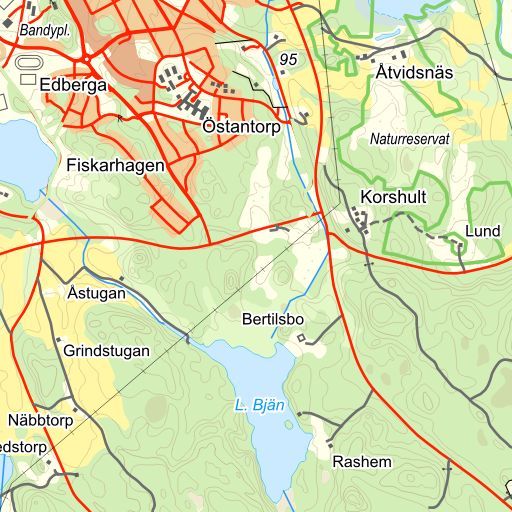 Bandypl.
95
Åtvidsnäs
Edberga
Östantorp
Naturreservat
Fiskarhagen
Korshult
Lund
Åstugan
Bertilsbo
Grindstugan
L. Bjän
Näbbtorp
edstorp
Rashem